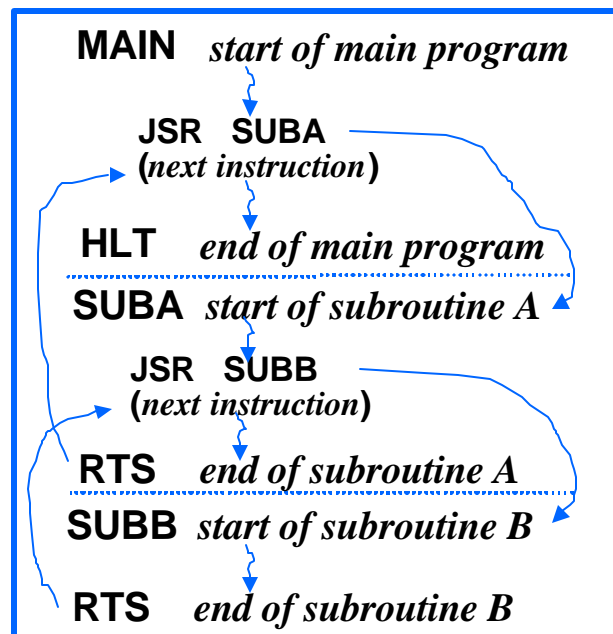 MAIN start of main program
JSR SUBA
(next instruction)
HLT end of main program
SUBA start of subroutine A
JSR SUBB
(next instruction)
RTS end of subroutine A
SUBB start of subroutine B
RTS end of subroutine B